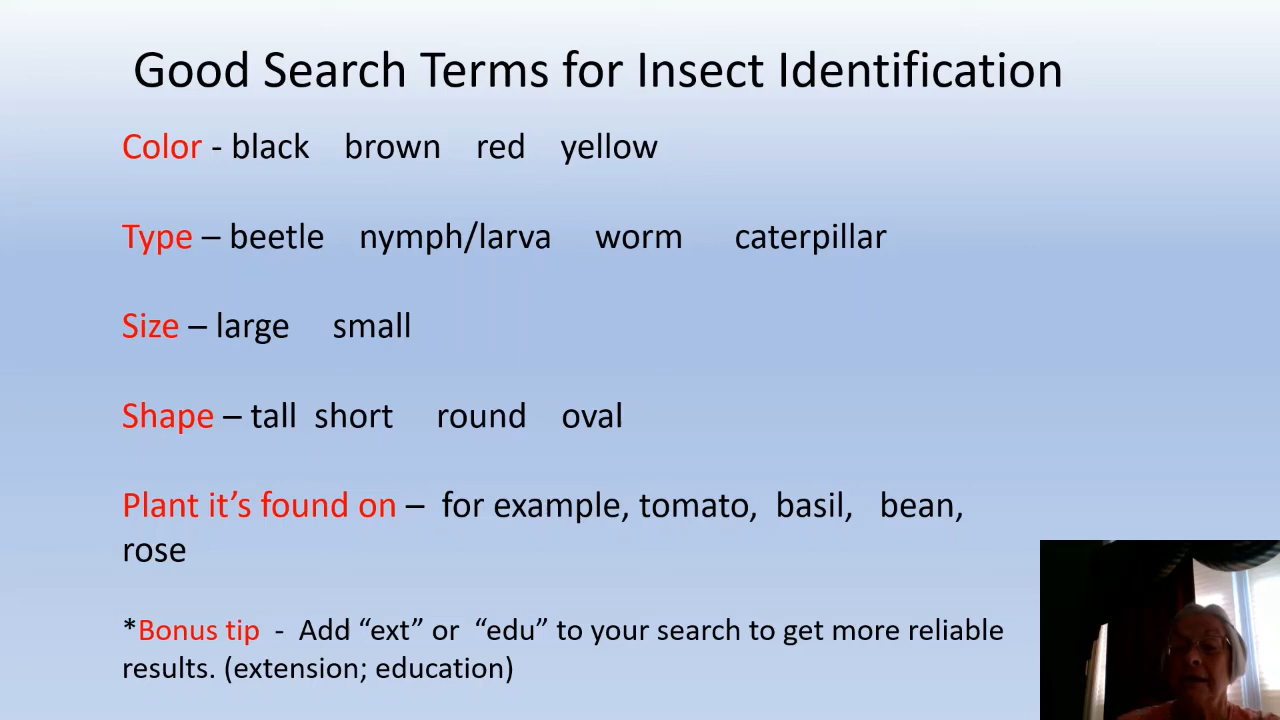 Good Search Terms for Insect Identification
Color - black brown red yellow
Type – beetle nymph/larva worm caterpillar
Size – large small
Shape – tall short round oval
Plant it’s found on – for example, tomato, basil, bean,
rose
*Bonus tip - Add “ext” or “edu” to your search to get more reliable
results. (extension; education)